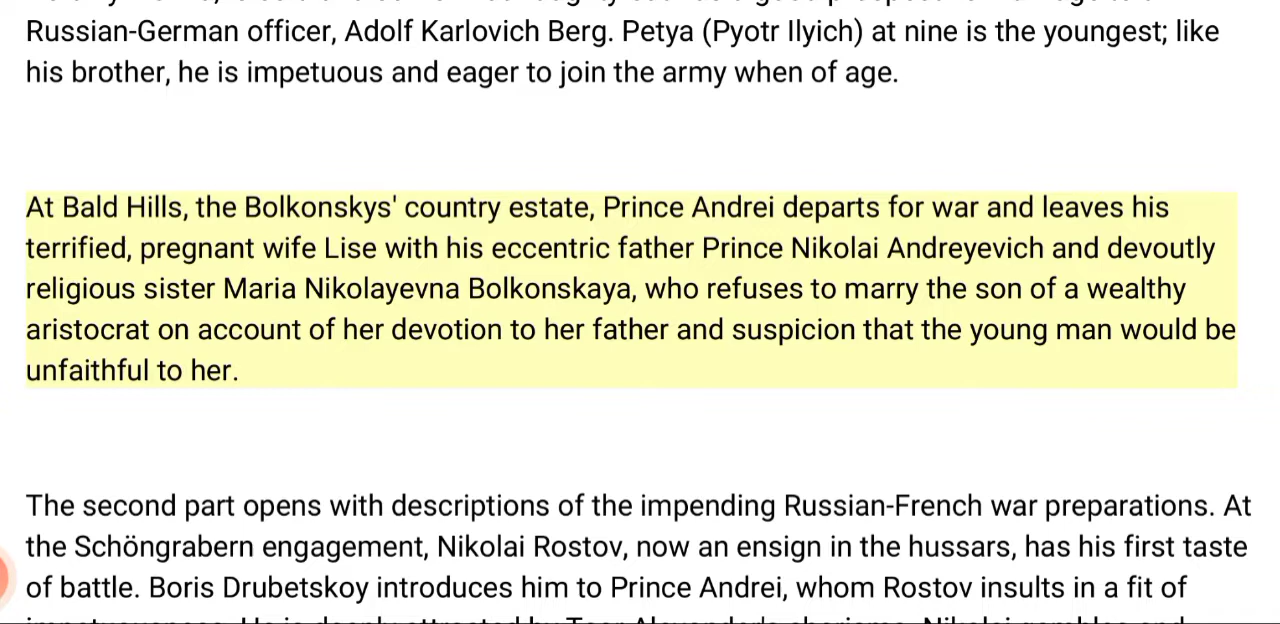 Russian-German officer, Adolf Karlovich Berg. Petya (Pyotr Ilyich) at nine is the youngest; like
his brother, he is impetuous and eager to join the army when of age.
At Bald Hills, the Bolkonskys' country estate, Prince Andrei departs for war and leaves his
terrified, pregnant wife Lise with his eccentric father Prince Nikolai Andreyevich and devoutly
religious sister Maria Nikolayevna Bolkonskaya, who refuses to marry the son of a wealthy
aristocrat on account of her devotion to her father and suspicion that the young man would be
unfaithful to her.
The second part opens with descriptions of the impending Russian-French war preparations. At
the Schöngrabern engagement, Nikolai Rostov, now an ensign in the hussars, has his first taste
of battle. Boris Drubetskoy introduces him to Prince Andrei, whom Rostov insults in a fit of